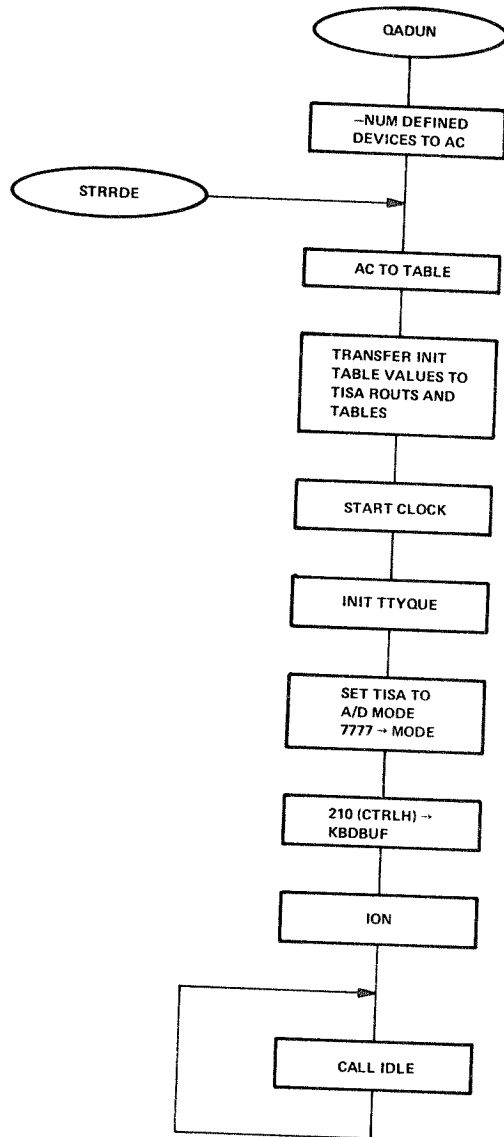 QADUN
–NUM DEFINED
DEVICES TO AC
STRRDE
AC TO TABLE
TRANSFER INIT
TABLE VALUES TO
TISA ROUTS AND
TABLES
START CLOCK
INIT TTYQUE
SET TISA TO
A/D MODE
7777 → MODE
210 (CTRLH) →
KBDBUF
ION
CALL IDLE